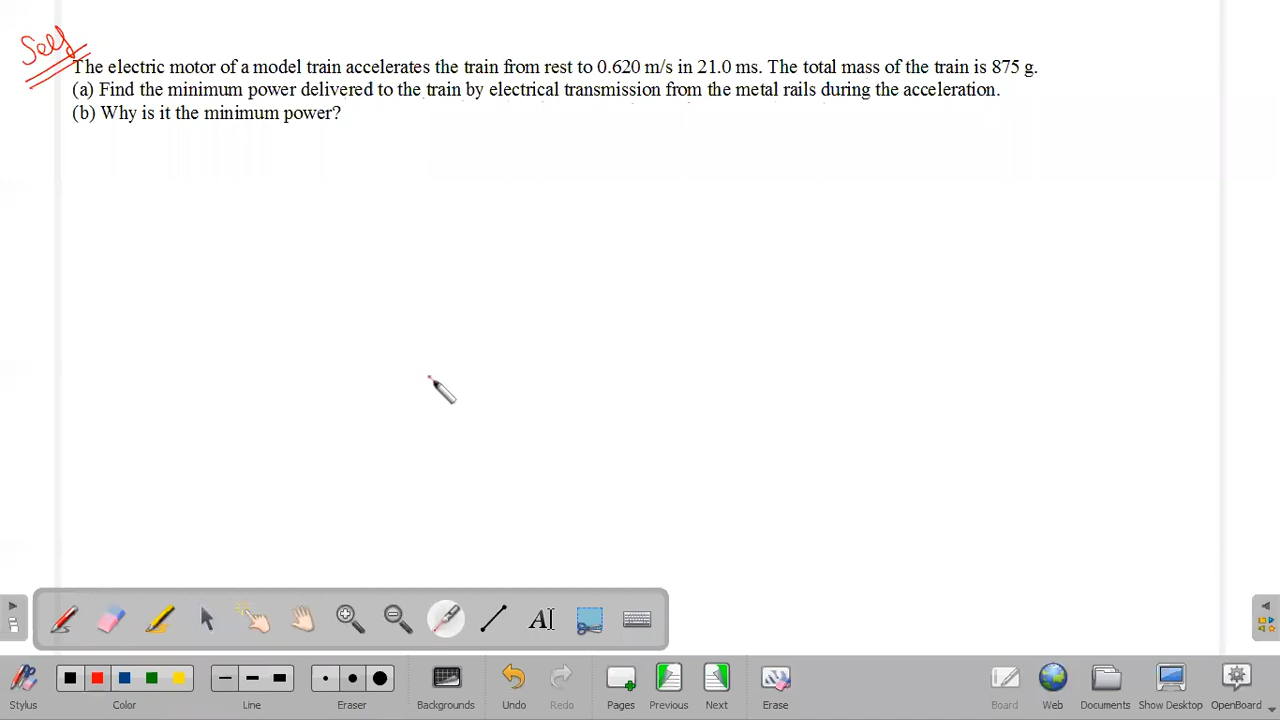 Self
The electric motor of a model train accelerates the train from rest to 0.620 m/s in 21.0 ms. The total mass of the train is 875 g.
(a) Find the minimum power delivered to the train by electrical transmission from the metal rails during the acceleration.
(b) Why is it the minimum power?
A
Stylus
Color
Line
Eraser
Backgrounds
Undo
Redo
Pages
Previous
Next
Erase
Board
Web
Documents
Show Desktop
OpenBoard